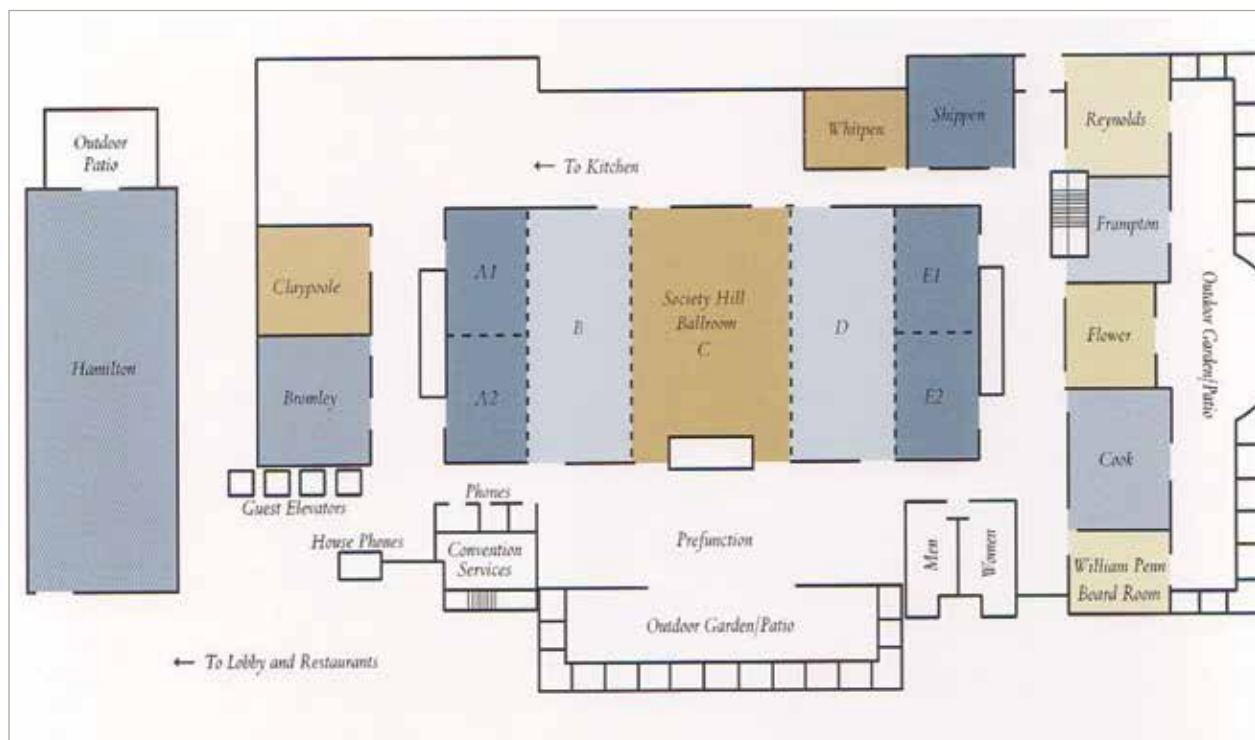 Outdoor
Patio
Hamilton
Claypoole
Bromley
Guest Elevators
House Phones
← To Lobby and Restaurants
← To Kitchen
Whitpen
Shippen
A1
A2
B
Society Hill
Ballroom
C
D
E1
E2
Phones
Convention
Services
Prefunction
Men
Women
Outdoor Garden/Patio
Reynolds
Frampton
Flower
Cook
William Penn
Board Room
Outdoor Garden/Patio